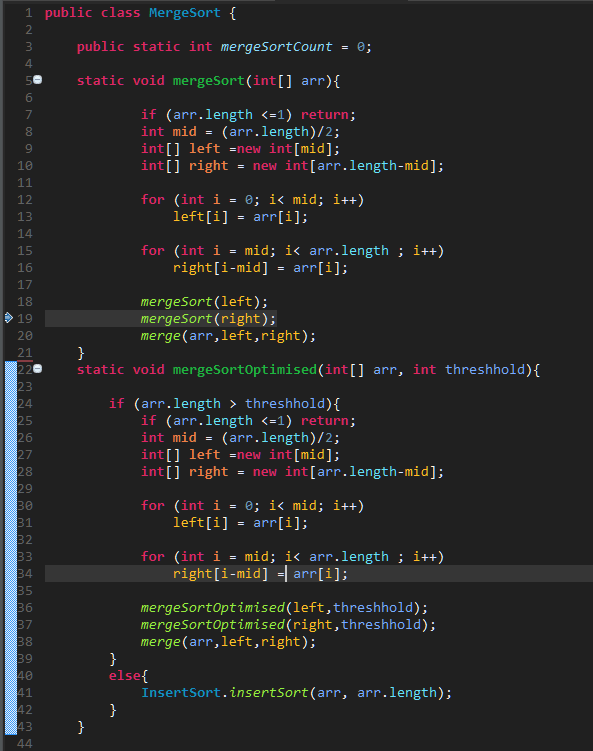 1 public class MergeSort {
2
3     public static int mergeSortCount = 0;
4
5     static void mergeSort(int[] arr){
6
7             if (arr.length <=1) return;
8             int mid = (arr.length)/2;
9             int[] left =new int[mid];
10             int[] right = new int[arr.length-mid];
11
12             for (int i = 0; i< mid; i++)
13                 left[i] = arr[i];
14
15             for (int i = mid; i< arr.length ; i++)
16                 right[i-mid] = arr[i];
17
18             mergeSort(left);
19             mergeSort(right);
20             merge(arr,left,right);
21     }
22     static void mergeSortOptimised(int[] arr, int threshhold){
23
24         if (arr.length > threshhold){
25             if (arr.length <=1) return;
26             int mid = (arr.length)/2;
27             int[] left =new int[mid];
28             int[] right = new int[arr.length-mid];
29
30             for (int i = 0; i< mid; i++)
31                 left[i] = arr[i];
32
33             for (int i = mid; i< arr.length ; i++)
34                 right[i-mid] = arr[i];
35
36             mergeSortOptimised(left,threshhold);
37             mergeSortOptimised(right,threshhold);
38             merge(arr,left,right);
39         }
40         else{
41             InsertSort.insertSort(arr, arr.length);
42         }
43     }
44